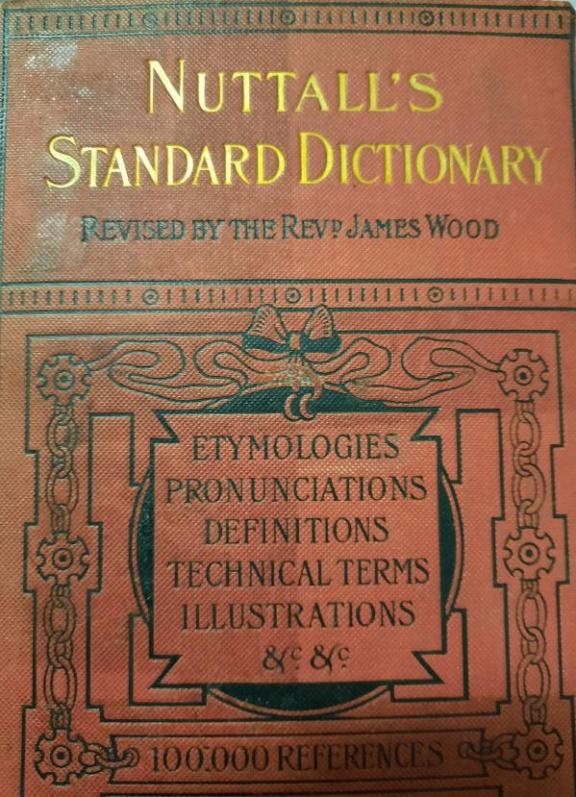 NUTTALL'S
STANDARD DICTIONARY
REVISED BY THE REVD JAMES WOOD
ETYMOLOGIES
PRONUNCIATIONS
DEFINITIONS
TECHNICAL TERMS
ILLUSTRATIONS
&c &c
100,000 REFERENCES